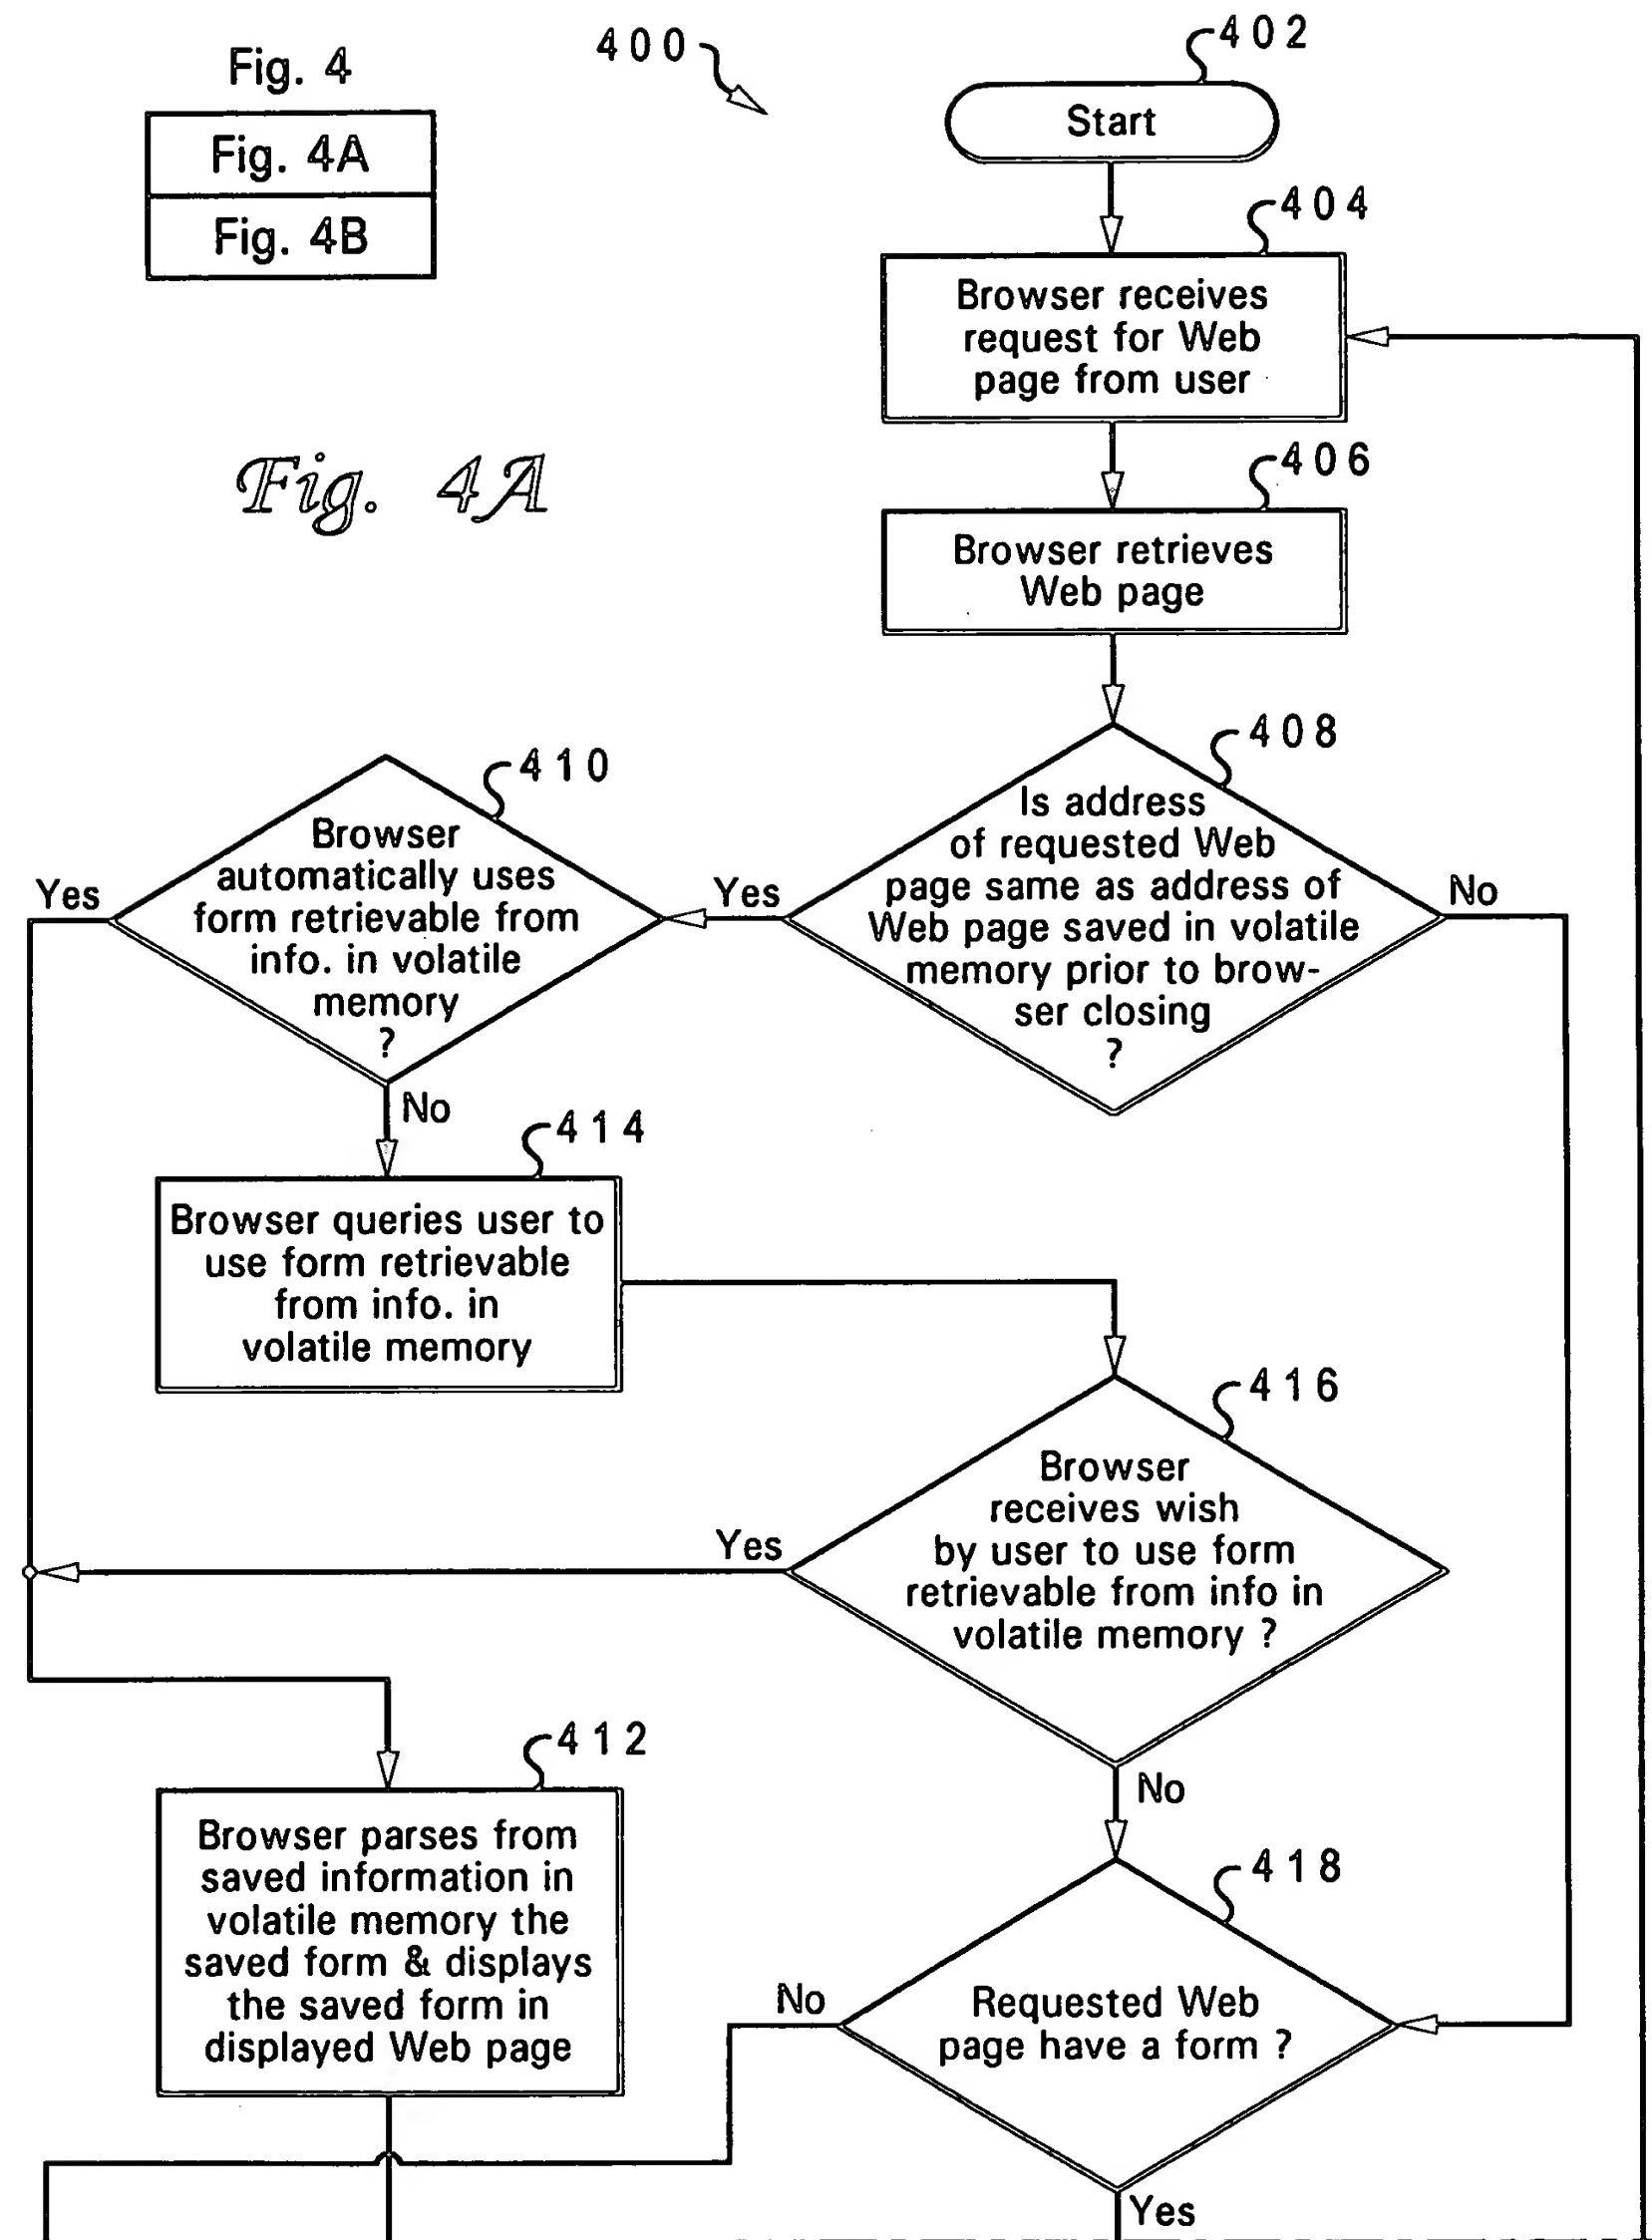 Fig. 4
Fig. 4A
Fig. 4B
400
402
Start
404
Browser receives
request for Web
page from user
Fig. 4A
406
Browser retrieves
Web page
408
Is address
of requested Web
page same as address of
Web page saved in volatile
memory prior to brow-
ser closing
?
Yes
No
410
Browser
automatically uses
form retrievable from
info. in volatile
memory
?
Yes
No
414
Browser queries user to
use form retrievable
from info. in
volatile memory
416
Browser
receives wish
by user to use form
retrievable from info in
volatile memory ?
Yes
No
412
Browser parses from
saved information in
volatile memory the
saved form & displays
the saved form in
displayed Web page
418
Requested Web
page have a form ?
No
Yes